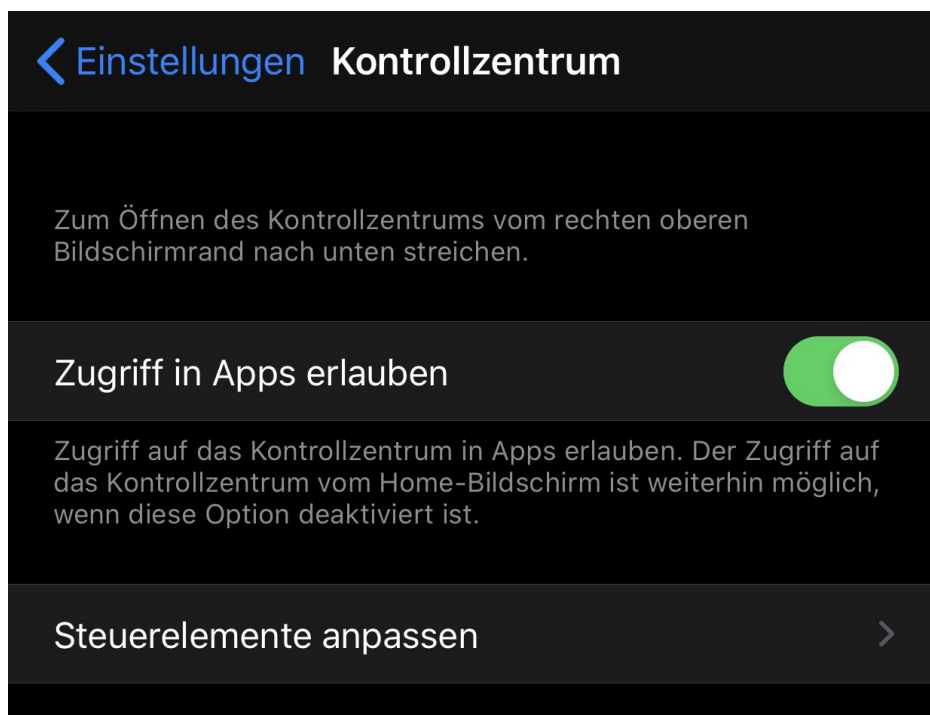 Einstellungen Kontrollzentrum
Zum Öffnen des Kontrollzentrums vom rechten oberen
Bildschirmrand nach unten streichen.
Zugriff in Apps erlauben
Zugriff auf das Kontrollzentrum in Apps erlauben. Der Zugriff auf
das Kontrollzentrum vom Home-Bildschirm ist weiterhin möglich,
wenn diese Option deaktiviert ist.
Steuerelemente anpassen